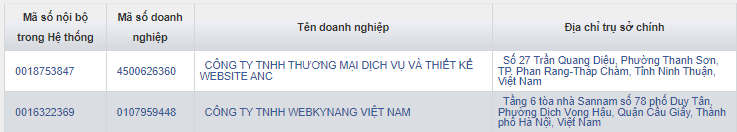 Mã số nội bộ
trong Hệ thống
Mã số doanh
nghiệp
Tên doanh nghiệp
Địa chỉ trụ sở chính
0018753847
4500626360
CÔNG TY TNHH THƯƠNG MẠI DỊCH VỤ VÀ THIẾT KẾ
WEBSITE ANC
Số 27 Trần Quang Diệu, Phường Thanh Sơn,
TP. Phan Rang-Tháp Chàm, Tỉnh Ninh Thuận,
Việt Nam
0016322369
0107959448
CÔNG TY TNHH WEBKYNANG VIỆT NAM
Tầng 6 tòa nhà Sannam số 78 phố Duy Tân,
Phường Dịch Vọng Hậu, Quận Cầu Giấy, Thành
phố Hà Nội, Việt Nam